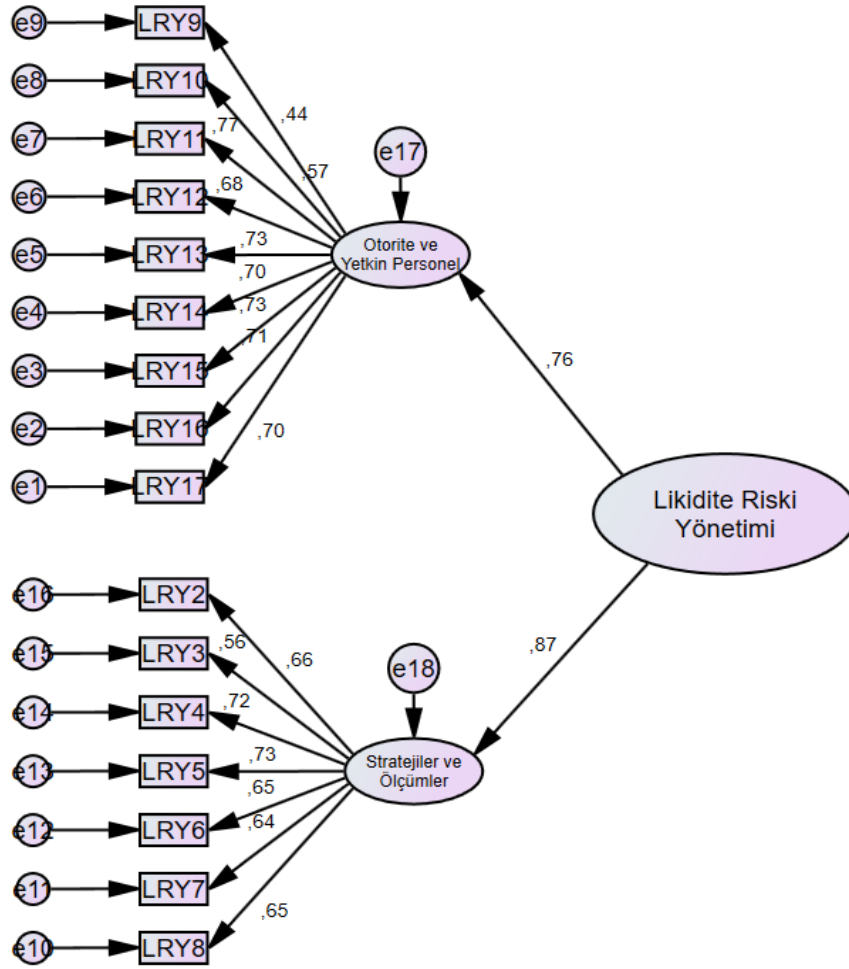 e9
LRY9
,44
e8
LRY10
,57
e7
LRY11
,77
e17
e6
LRY12
,68
Otorite ve
Yetkin Personel
e5
LRY13
,73
e4
LRY14
,70
e3
LRY15
,73
,76
e2
LRY16
,71
e1
LRY17
,70
Likidite Riski
Yönetimi
e16
LRY2
,66
e15
LRY3
,56
e18
,87
e14
LRY4
,72
e13
LRY5
,73
Stratejiler ve
Ölçümler
e12
LRY6
,65
e11
LRY7
,64
e10
LRY8
,65